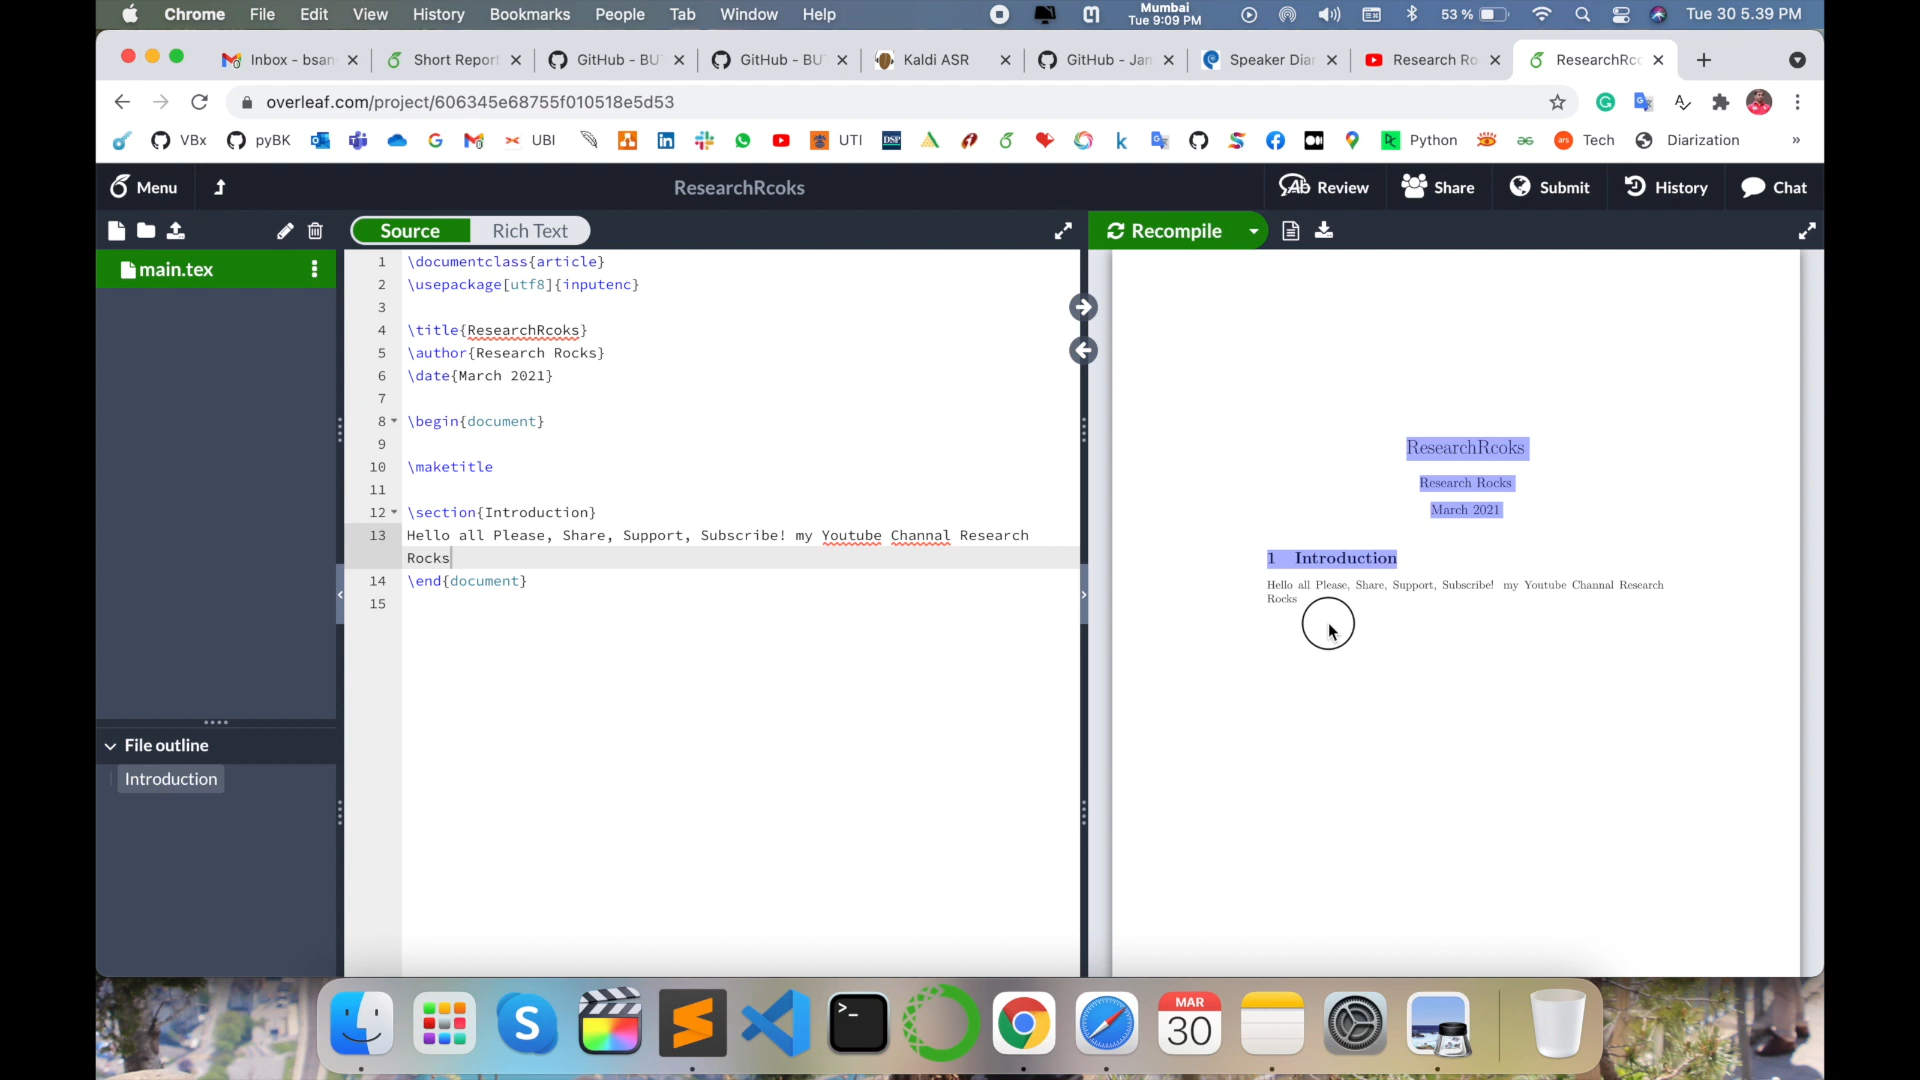 Chrome File Edit View History Bookmarks People Tab Window Help Mumbai Tue 9:09 PM 53 % Tue 30 5.39 PM
Inbox - bsan Short Report GitHub - BU GitHub - BU Kaldi ASR GitHub - Jan Speaker Diar Research Ro ResearchRco
overleaf.com/project/606345e68755f010518e5d53
VBx pyBK UBI UTI DSP k Python ars Tech Diarization »
Menu ResearchRcoks Review Share Submit History Chat
Source Rich Text Recompile
main.tex
1 \documentclass{article}
2 \usepackage[utf8]{inputenc}
3
4 \title{ResearchRcoks}
5 \author{Research Rocks}
6 \date{March 2021}
7
8 \begin{document}
9
10 \maketitle
11
12 \section{Introduction}
13 Hello all Please, Share, Support, Subscribe! my Youtube Channal Research
Rocks
14 \end{document}
15
File outline
Introduction
ResearchRcoks
Research Rocks
March 2021
1 Introduction
Hello all Please, Share, Support, Subscribe! my Youtube Channal Research
Rocks
MAR
30